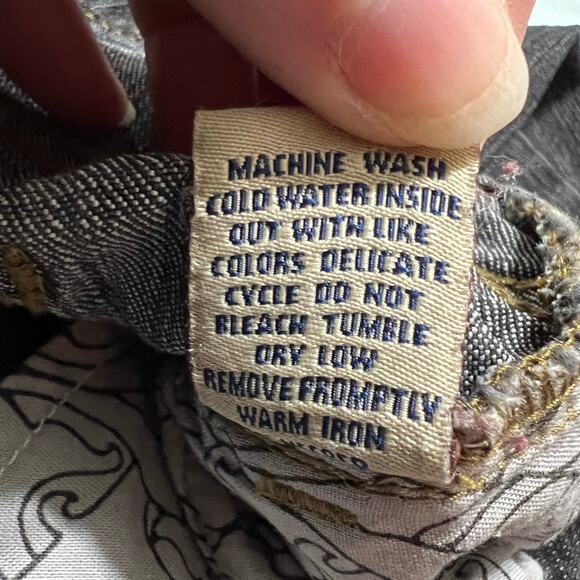 MACHINE WASH
COLD WATER INSIDE
OUT WITH LIKE
COLORS DELICATE
CYCLE DO NOT
BLEACH TUMBLE
DRY LOW
REMOVE PROMPTLY
WARM IRON